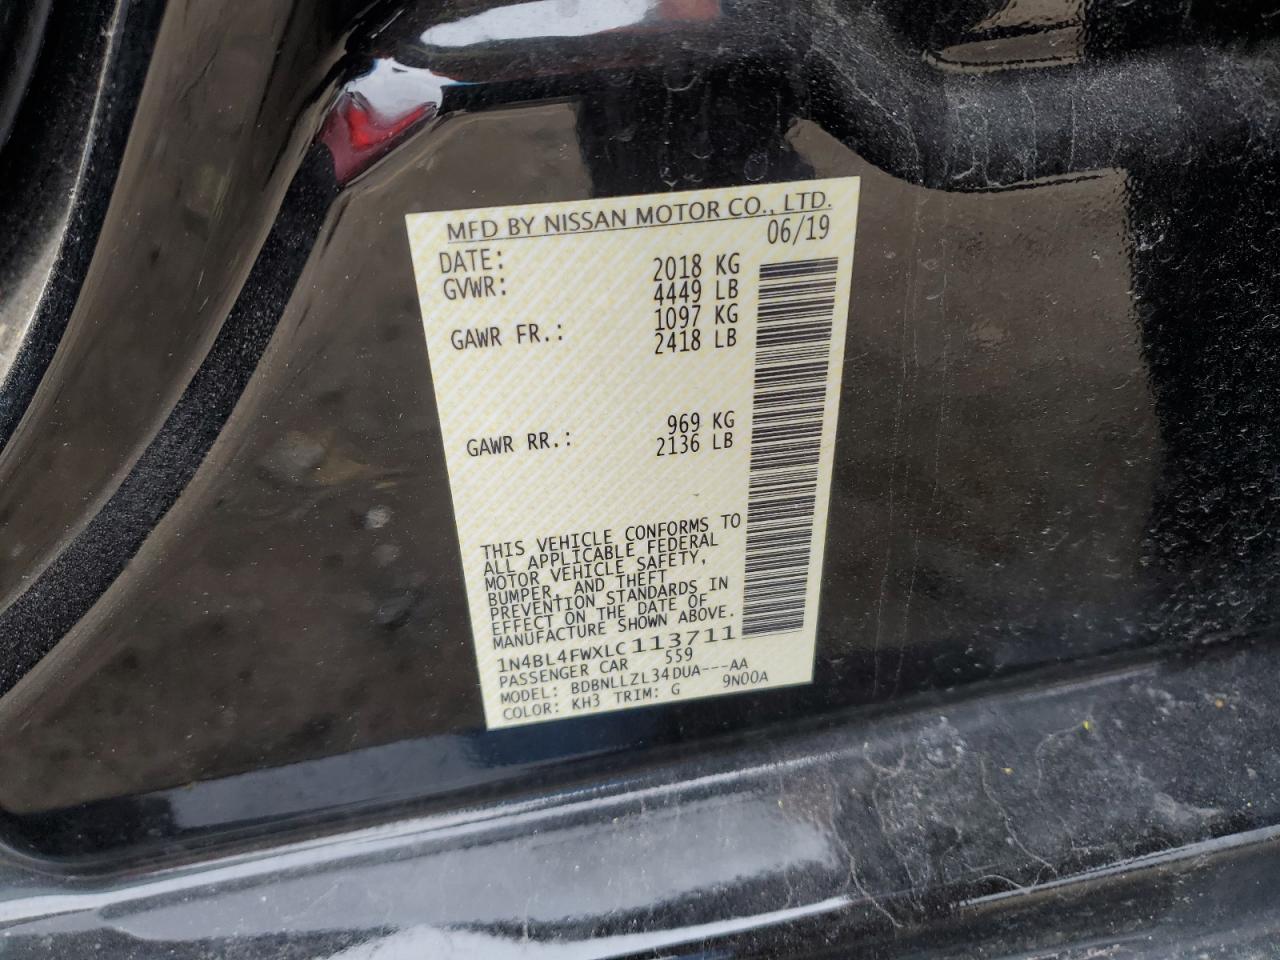 MFD BY NISSAN MOTOR CO., LTD.
DATE: 06/19
GVWR: 2018 KG
4449 LB
GAWR FR.: 1097 KG
2418 LB
GAWR RR.: 969 KG
2136 LB
THIS VEHICLE CONFORMS TO
ALL APPLICABLE FEDERAL
MOTOR VEHICLE SAFETY,
BUMPER, AND THEFT
PREVENTION STANDARDS IN
EFFECT ON THE DATE OF
MANUFACTURE SHOWN ABOVE.
1N4BL4FWXLC113711
PASSENGER CAR 559
MODEL: BDBNLLZL34DUA---AA
COLOR: KH3 TRIM: G 9N00A